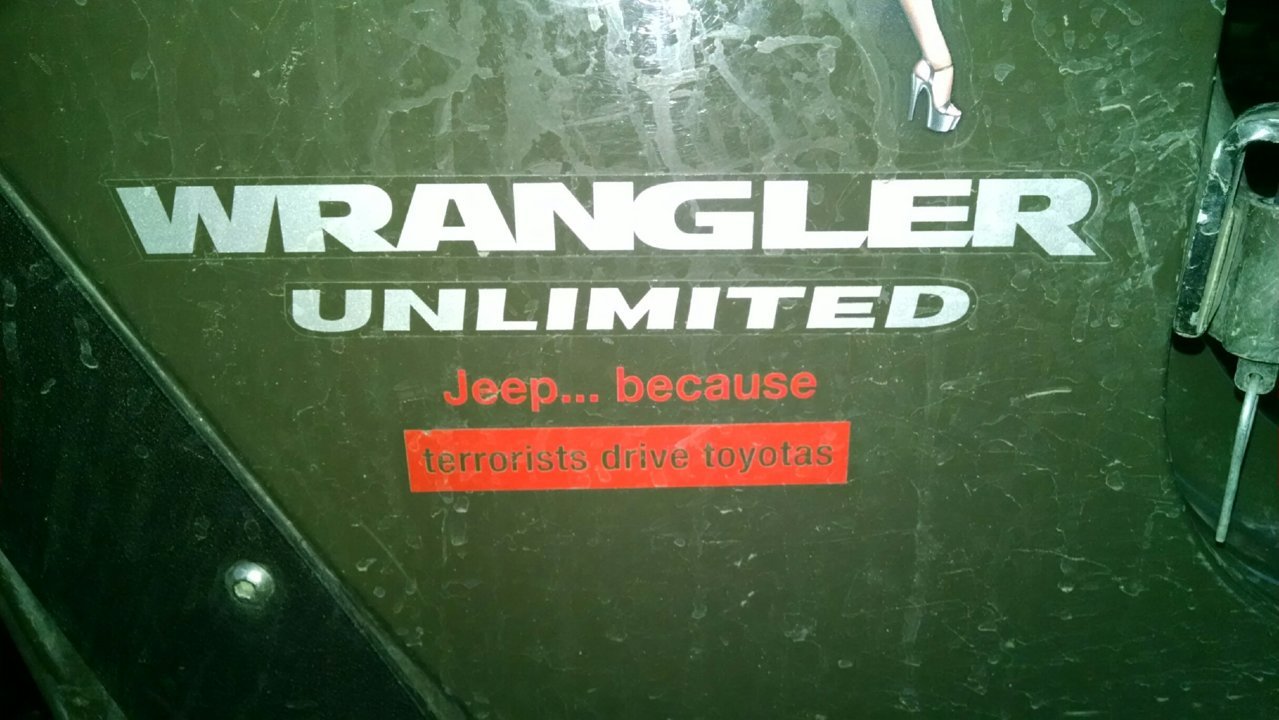 WRANGLER
UNLIMITED
Jeep... because
terrorists drive toyotas